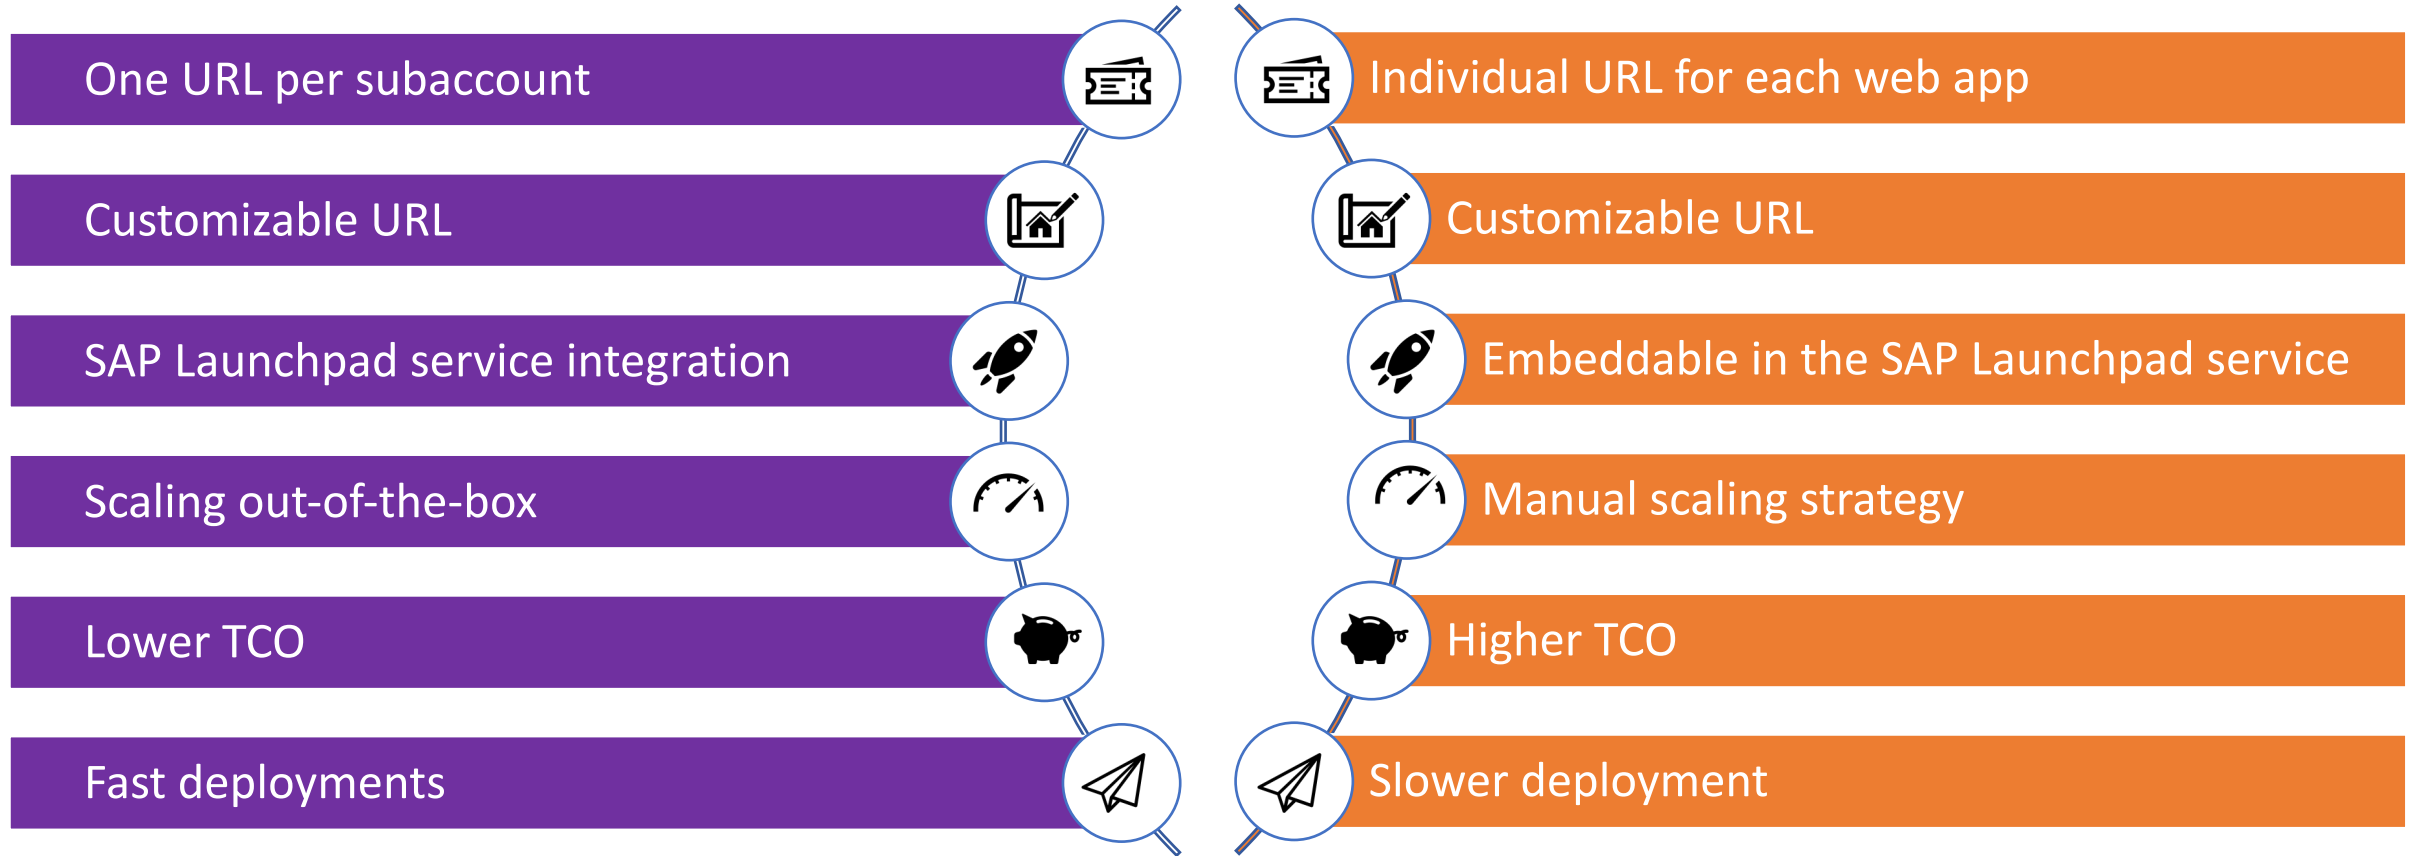 One URL per subaccount
Customizable URL
SAP Launchpad service integration
Scaling out-of-the-box
Lower TCO
Fast deployments
Individual URL for each web app
Customizable URL
Embeddable in the SAP Launchpad service
Manual scaling strategy
Higher TCO
Slower deployment